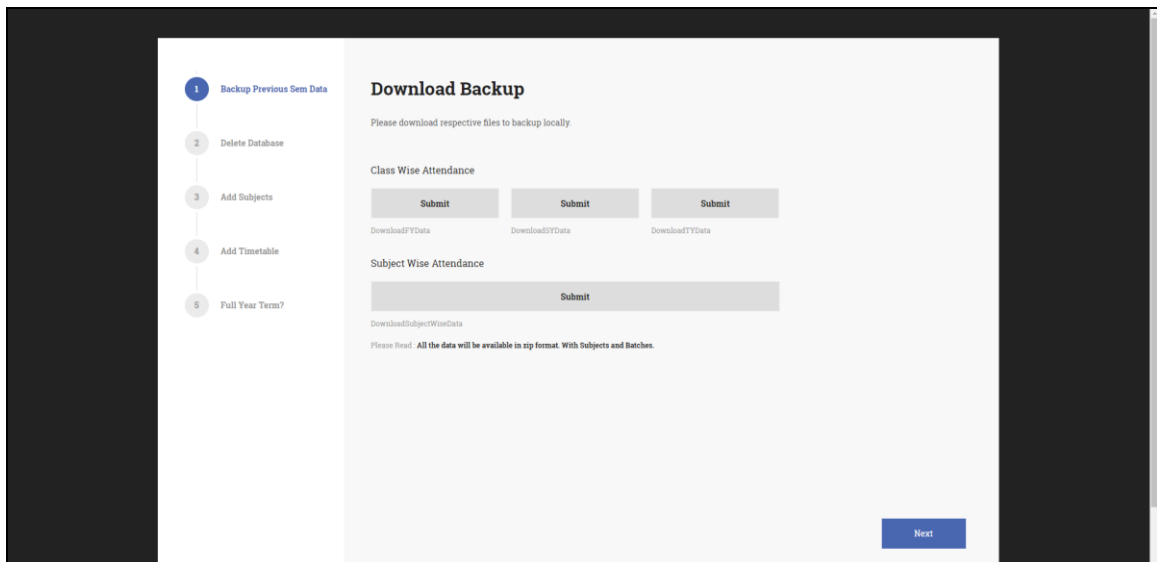 1 Backup Previous Sem Data
2 Delete Database
3 Add Subjects
4 Add Timetable
5 Full Year Term?
Download Backup
Please download respective files to backup locally.
Class Wise Attendance
Submit Submit Submit
DownloadFYData DownloadSYData DownloadTYData
Subject Wise Attendance
Submit
DownloadSubjectWiseData
Please Read : All the data will be available in zip format. With Subjects and Batches.
Next